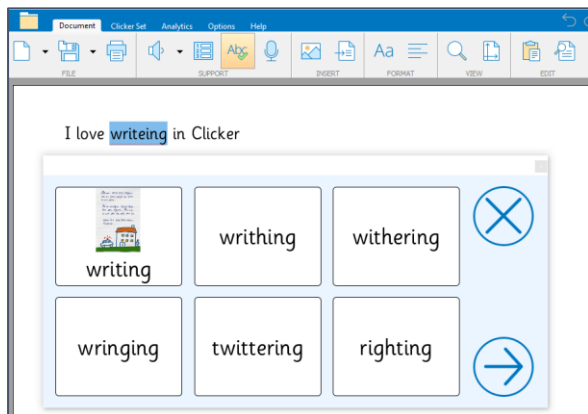 Document Clicker Set Analytics Options Help
Abc Aa
FILE SUPPORT INSERT FORMAT VIEW EDIT
I love writeing in Clicker
writing writhing withering
wringing twittering righting